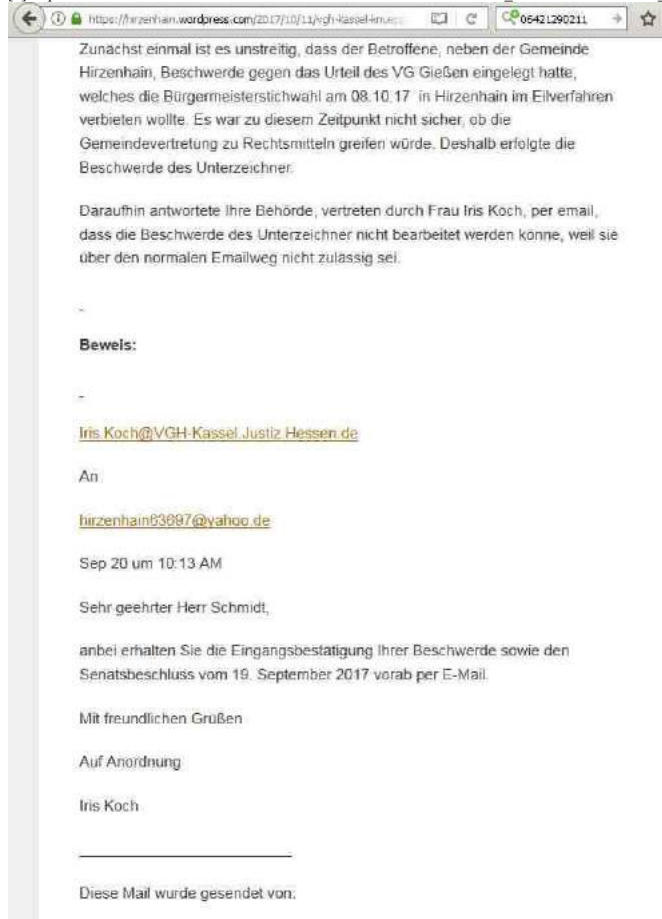 https://hirzenhain.wordpress.com/2017/10/11/vgh-kassel-im.e
06421290211
Zunächst einmal ist es unstreitig, dass der Betroffene, neben der Gemeinde
Hirzenhain, Beschwerde gegen das Urteil des VG Gießen eingelegt hatte,
welches die Bürgermeisterstichwahl am 08.10.17 in Hirzenhain im Eilverfahren
verbieten wollte. Es war zu diesem Zeitpunkt nicht sicher, ob die
Gemeindevertretung zu Rechtsmitteln greifen würde. Deshalb erfolgte die
Beschwerde des Unterzeichner.
Daraufhin antwortete Ihre Behörde, vertreten durch Frau Iris Koch, per email,
dass die Beschwerde des Unterzeichner nicht bearbeitet werden könne, weil sie
über den normalen Emailweg nicht zulässig sei.
-
Beweis:
-
Iris.Koch@VGH-Kassel.Justiz.Hessen.de
An
hirzenhain63697@yahoo.de
Sep 20 um 10:13 AM
Sehr geehrter Herr Schmidt,
anbei erhalten Sie die Eingangsbestätigung Ihrer Beschwerde sowie den
Senatsbeschluss vom 19. September 2017 vorab per E-Mail.
Mit freundlichen Grüßen
Auf Anordnung
Iris Koch
Diese Mail wurde gesendet von: